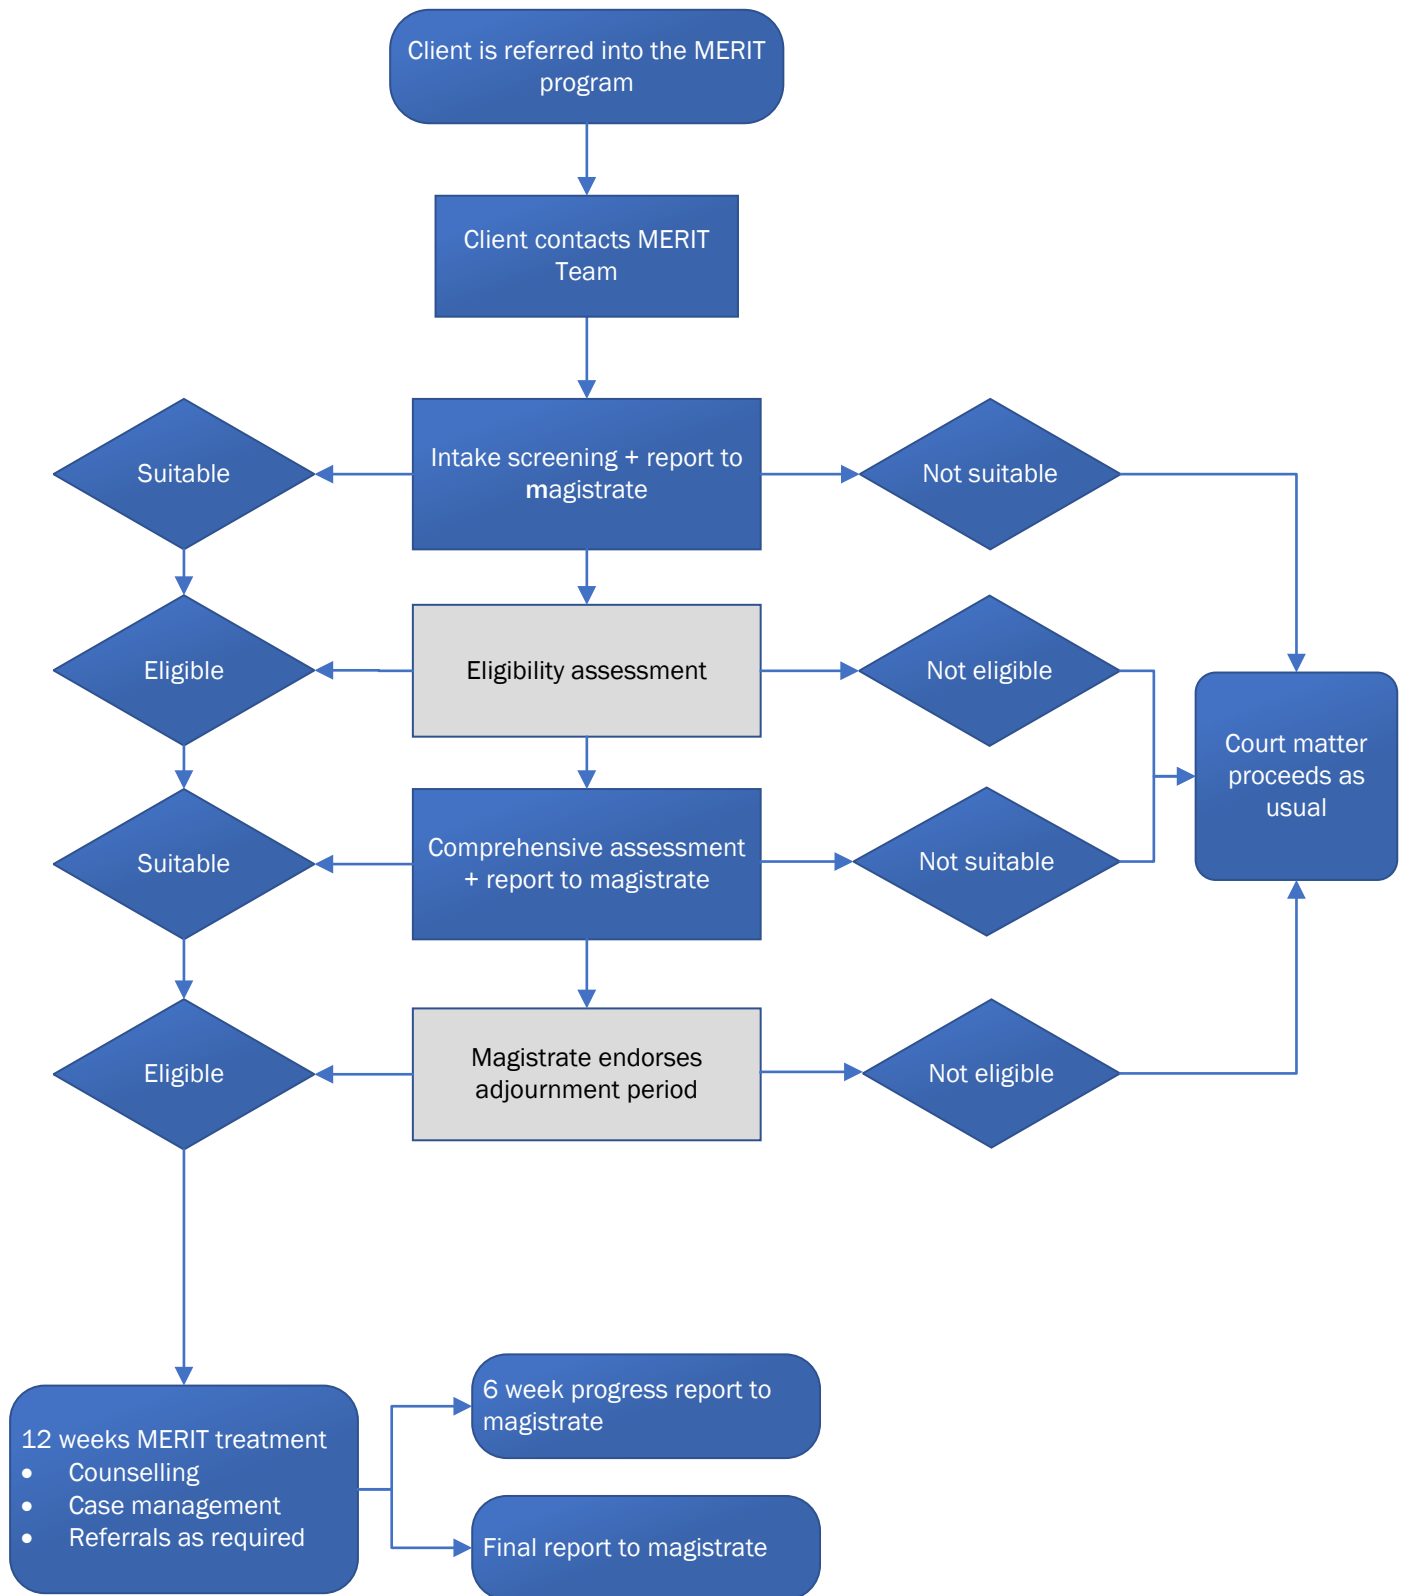 Client is referred into the MERIT
program
Client contacts MERIT
Team
Suitable
Intake screening + report to
magistrate
Not suitable
Eligible
Eligibility assessment
Not eligible
Court matter
proceeds as
usual
Suitable
Comprehensive assessment
+ report to magistrate
Not suitable
Eligible
Magistrate endorses
adjournment period
Not eligible
12 weeks MERIT treatment
• Counselling
• Case management
• Referrals as required
6 week progress report to
magistrate
Final report to magistrate